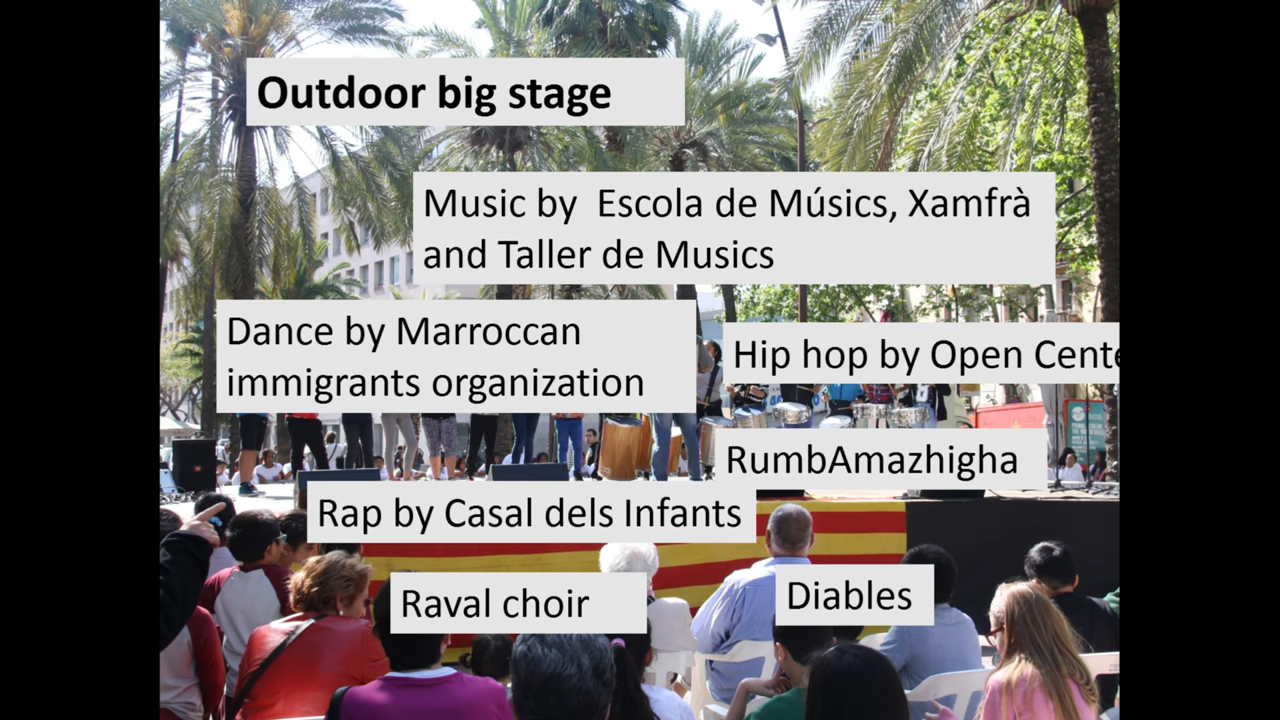 Outdoor big stage
Music by Escola de Músics, Xamfrà
and Taller de Musics
Dance by Marroccan
immigrants organization
Hip hop by Open Cente
RumbAmazhigha
Rap by Casal dels Infants
Raval choir
Diables